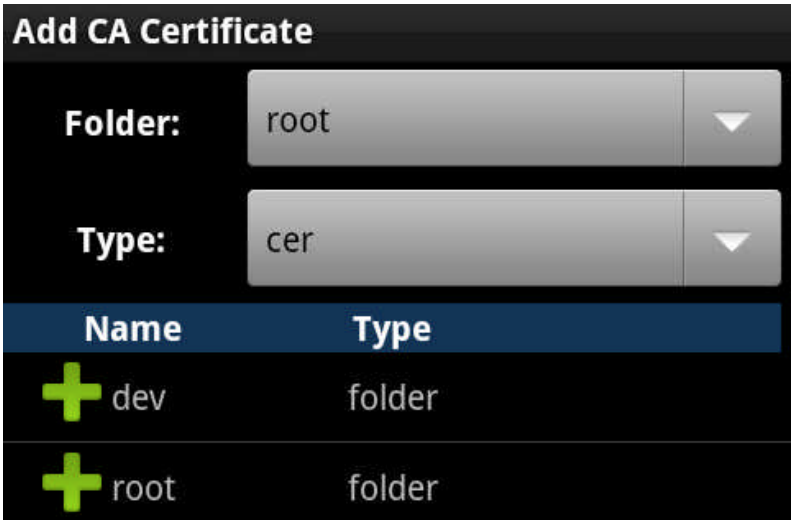 Add CA Certificate
Folder: root
Type: cer
Name Type
dev folder
root folder